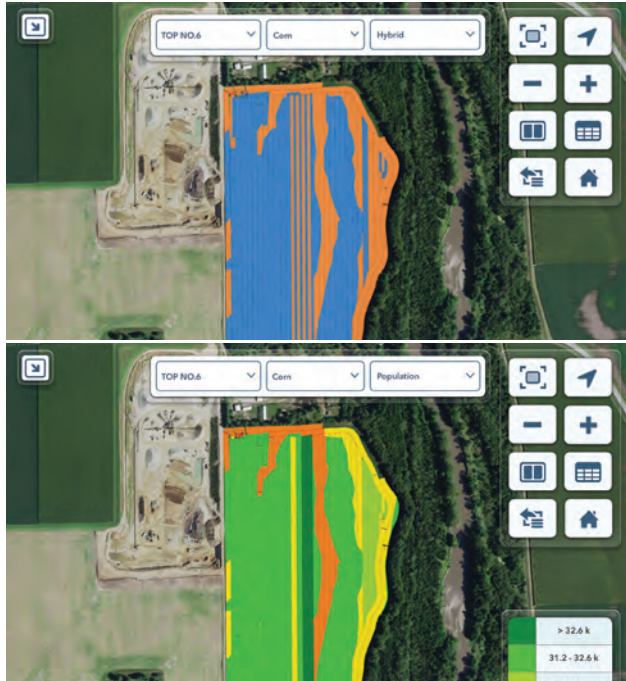 TOP NO.6 Corn Hybrid
TOP NO.6 Corn Population
> 32.6 k
31.2 - 32.6 k